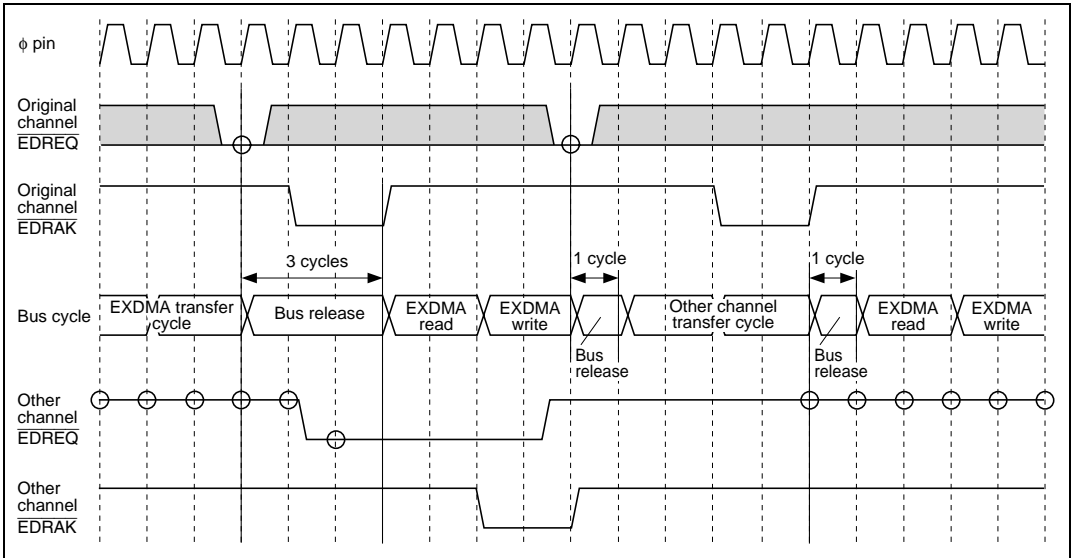 ϕ pin
Original
channel
EDREQ
Original
channel
EDRAK
3 cycles
1 cycle
1 cycle
Bus cycle
EXDMA transfer
cycle
Bus release
EXDMA
read
EXDMA
write
Bus
release
Other channel
transfer cycle
Bus
release
EXDMA
read
EXDMA
write
Other
channel
EDREQ
Other
channel
EDRAK